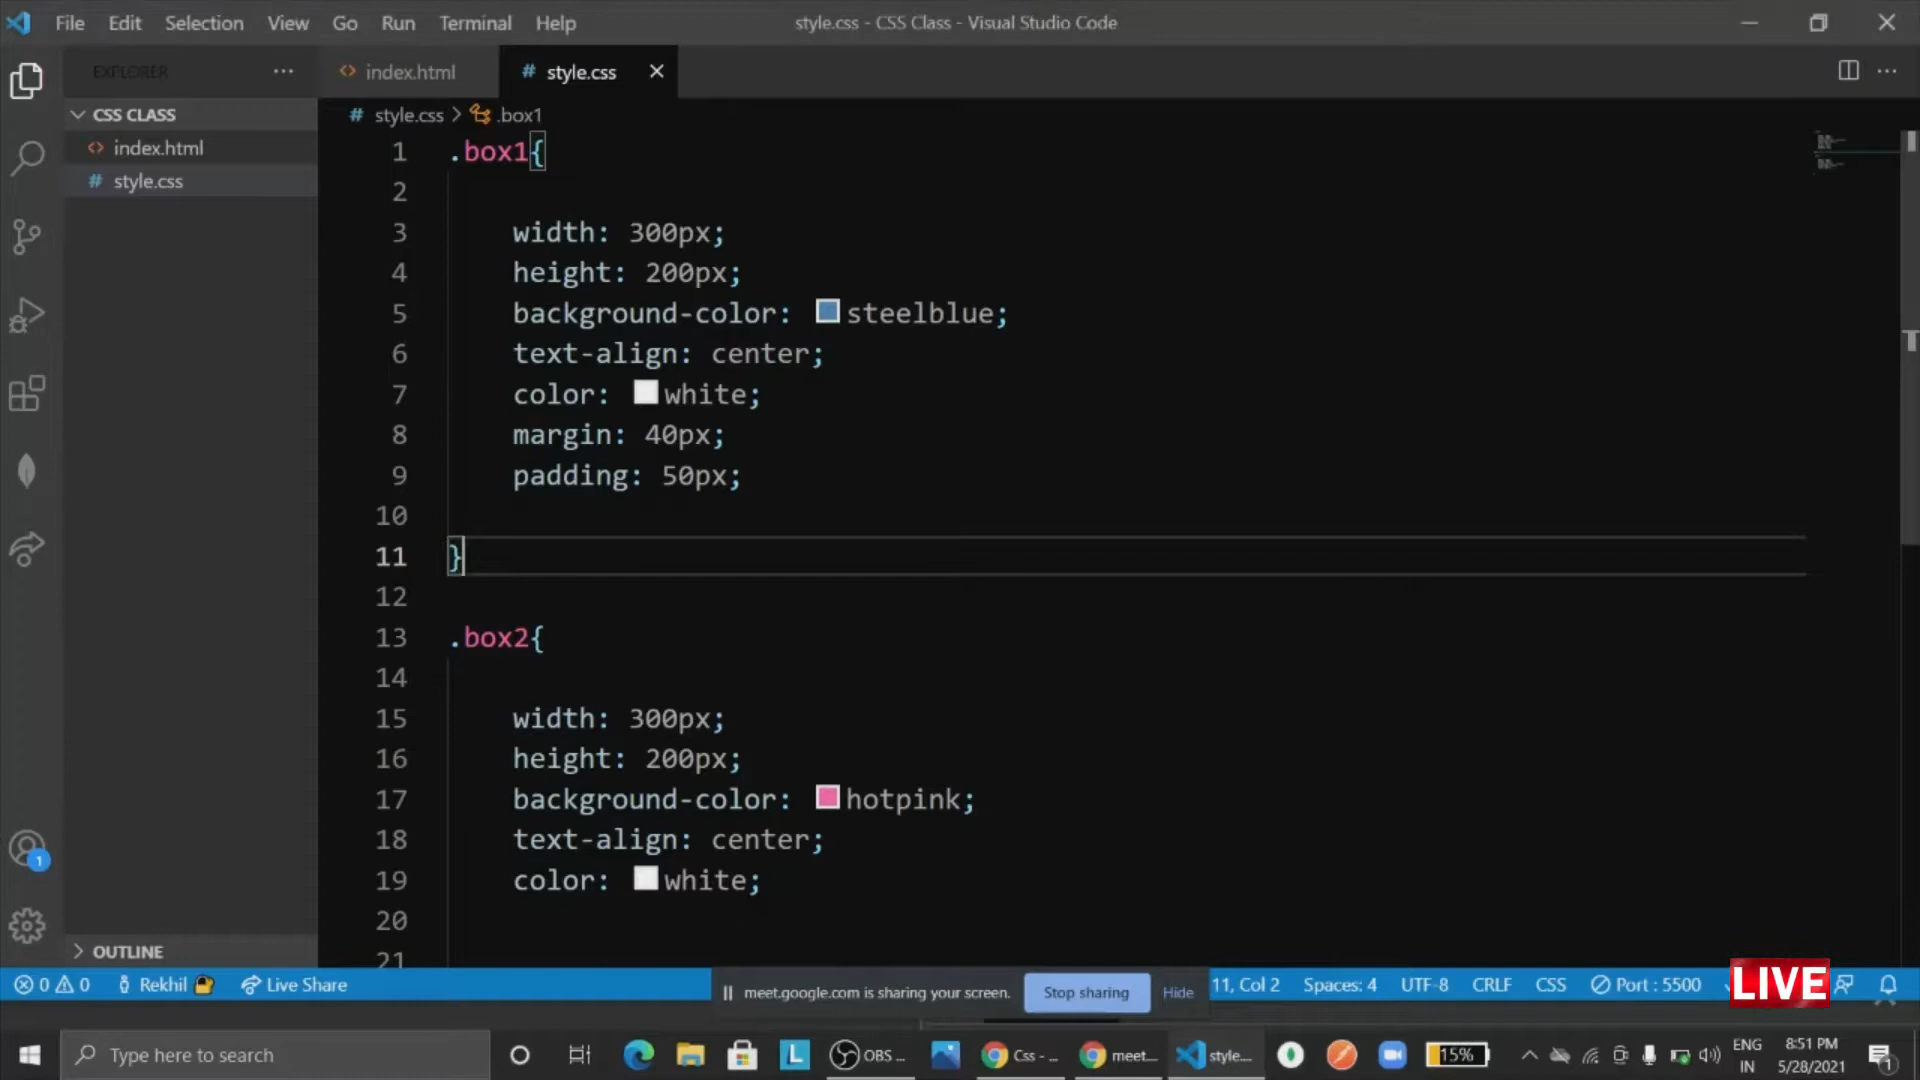 File Edit Selection View Go Run Terminal Help
style.css - CSS Class - Visual Studio Code
EXPLORER
index.html
style.css
CSS CLASS
index.html
style.css
style.css > .box1
1 .box1{
2
3 width: 300px;
4 height: 200px;
5 background-color: steelblue;
6 text-align: center;
7 color: white;
8 margin: 40px;
9 padding: 50px;
10
11 }
12
13 .box2{
14
15 width: 300px;
16 height: 200px;
17 background-color: hotpink;
18 text-align: center;
19 color: white;
20
21
1
OUTLINE
0 0 Rekhil Live Share
meet.google.com is sharing your screen. Stop sharing Hide
11, Col 2 Spaces: 4 UTF-8 CRLF CSS Port : 5500
LIVE
Type here to search
L
OBS ...
Css - ...
meet...
style...
15%
ENG
IN
8:51 PM
5/28/2021
1